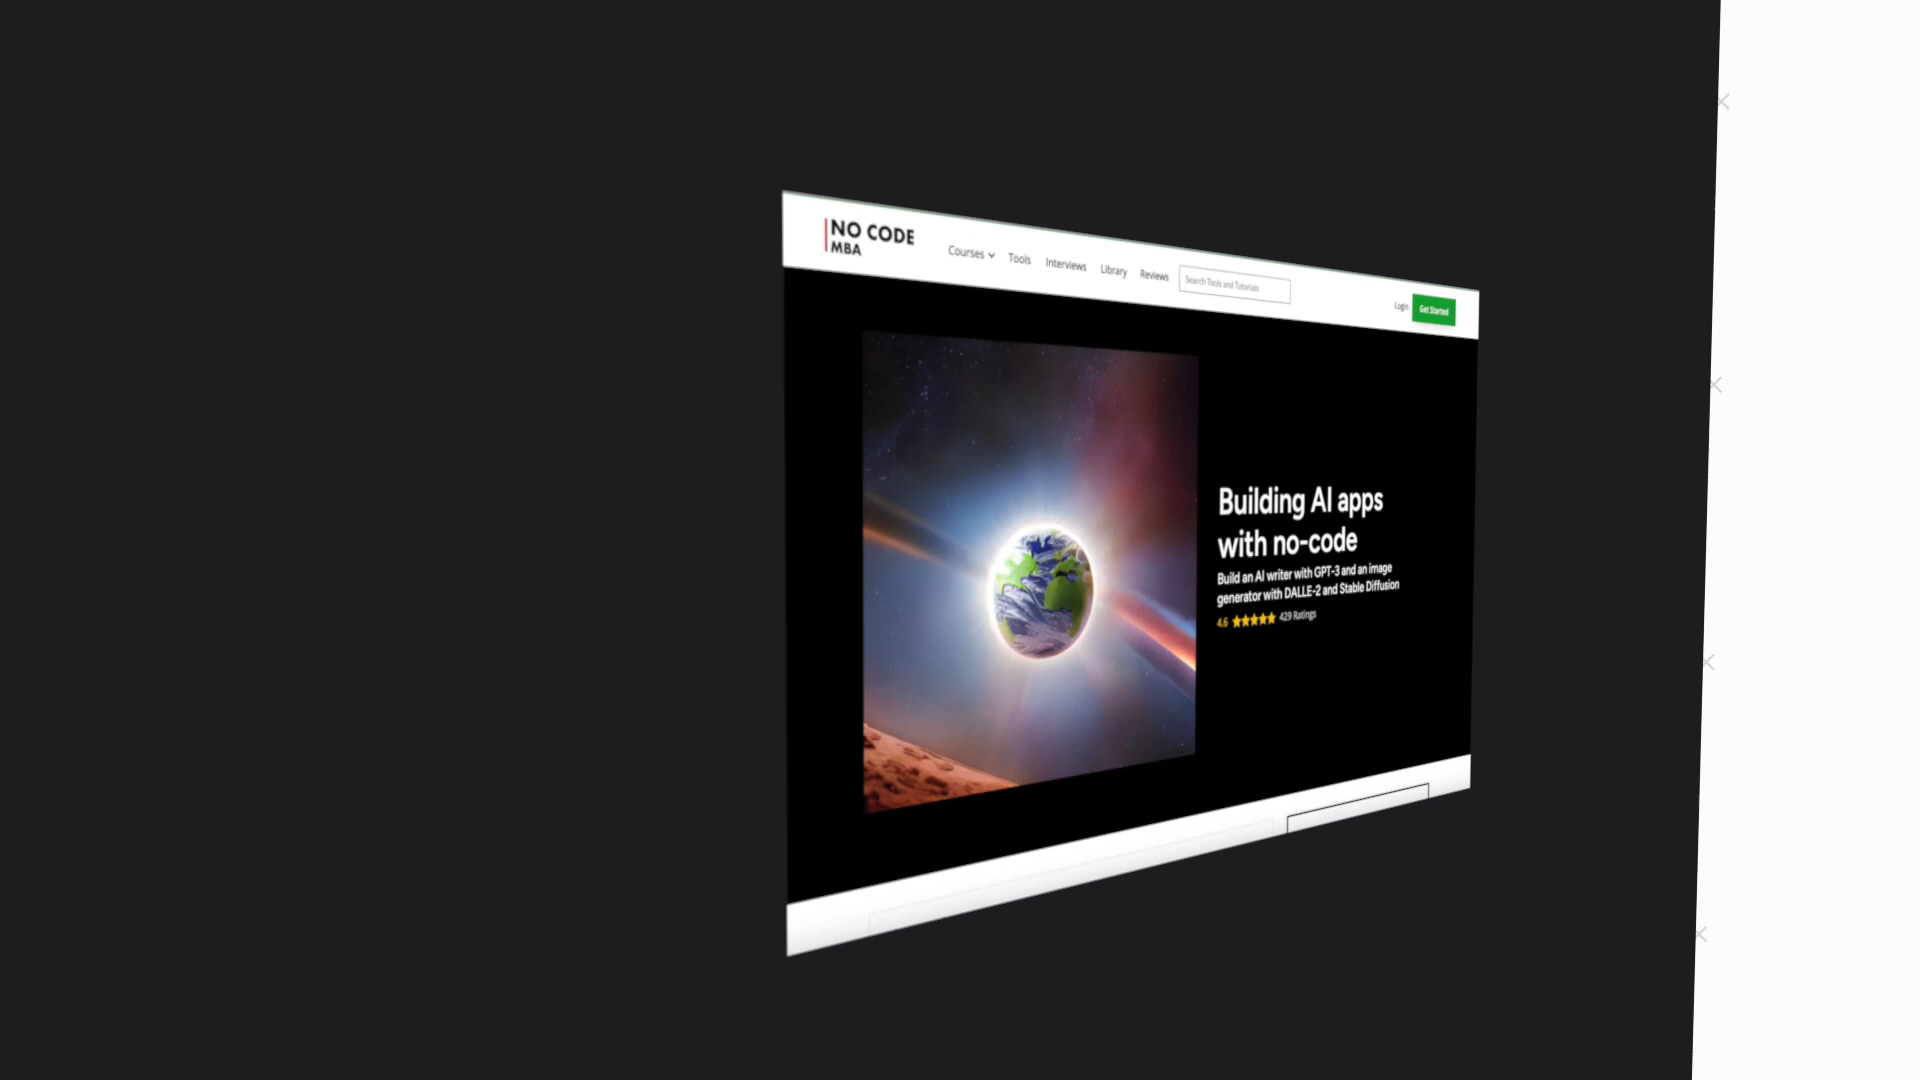 NO CODE
MBA
Courses
Tools
Interviews
Library
Reviews
Search Tools and Tutorials
Login
Get Started
Building AI apps
with no-code
Build an AI writer with GPT-3 and an image
generator with DALLE-2 and Stable Diffusion
4.6
429 Ratings